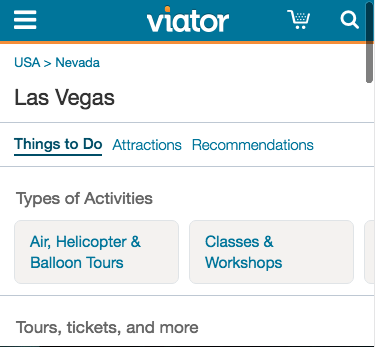 viator
USA > Nevada
Las Vegas
Things to Do Attractions Recommendations
Types of Activities
Air, Helicopter &
Balloon Tours
Classes &
Workshops
Tours, tickets, and more